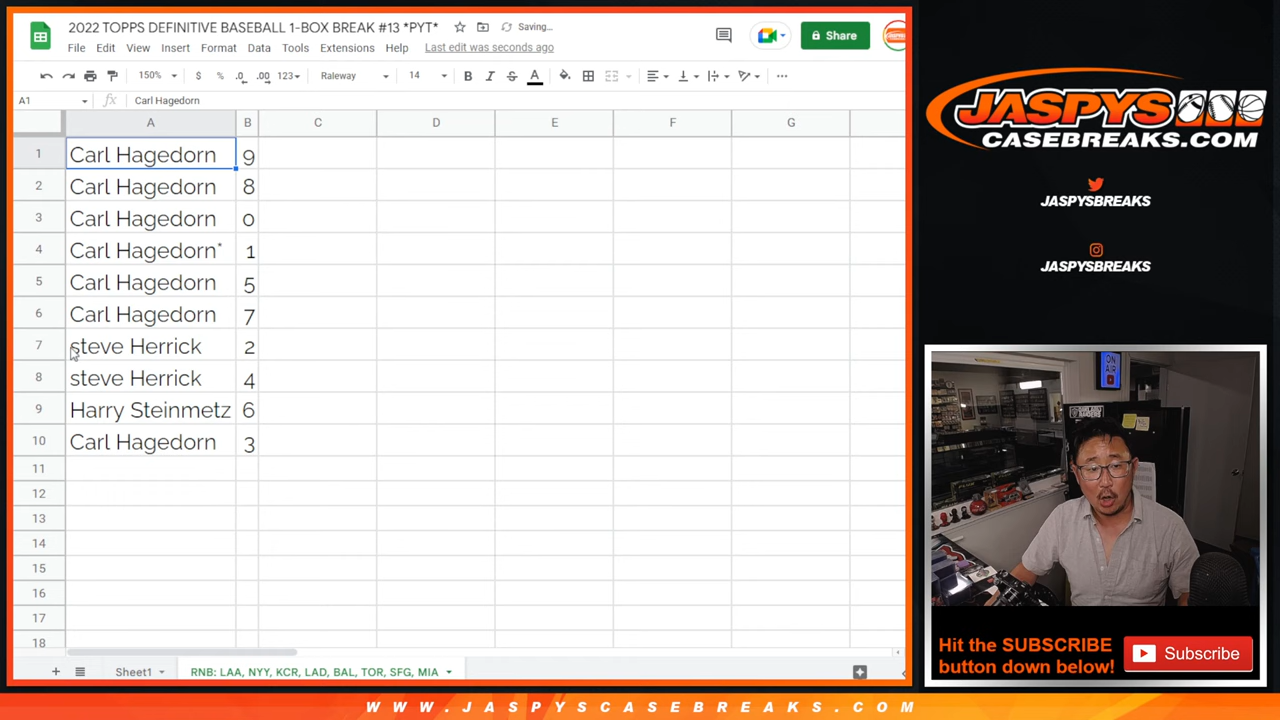 2022 TOPPS DEFINITIVE BASEBALL 1-BOX BREAK #13 *PYT*
Saving...
File Edit View Insert Format Data Tools Extensions Help Last edit was seconds ago
Share
150% $ % .0 .00 123 Raleway 14 B I S A
A1 fx Carl Hagedorn
A B C D E F G
1 Carl Hagedorn 9
2 Carl Hagedorn 8
3 Carl Hagedorn 0
4 Carl Hagedorn* 1
5 Carl Hagedorn 5
6 Carl Hagedorn 7
7 steve Herrick 2
8 steve Herrick 4
9 Harry Steinmetz 6
10 Carl Hagedorn 3
11
12
13
14
15
16
17
18
Sheet1 RNB: LAA, NYY, KCR, LAD, BAL, TOR, SFG, MIA
JASPYS
CASEBREAKS.COM
JASPYSBREAKS
JASPYSBREAKS
ON
AIR
Hit the SUBSCRIBE
button down below!
Subscribe
WWW.JASPYSCASEBREAKS.COM